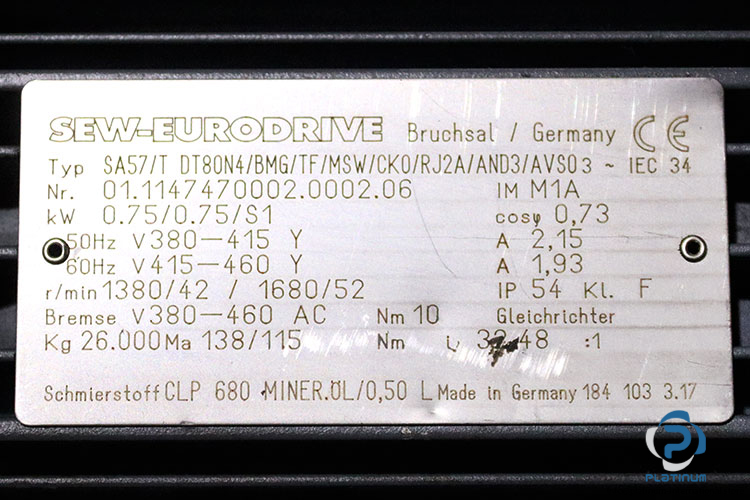 SEW-EURODRIVE Bruchsal / Germany CE
Typ SA57/T DT80N4/BMG/TF/MSW/CK0/RJ2A/AND3/AVS0 3 ~ IEC 34
Nr. 01.1147470002.0002.06 IM M1A
kW 0.75/0.75/S1 cosφ 0,73
50Hz V380-415 Y A 2,15
60Hz V415-460 Y A 1,93
r/min 1380/42 / 1680/52 IP 54 Kl. F
Bremse V380-460 AC Nm 10 Gleichrichter
Kg 26.000 Ma 138/115 Nm i 32,48 :1
Schmierstoff CLP 680 MINER.ÖL/0,50 L Made in Germany 184 103 3.17
PLATINUM